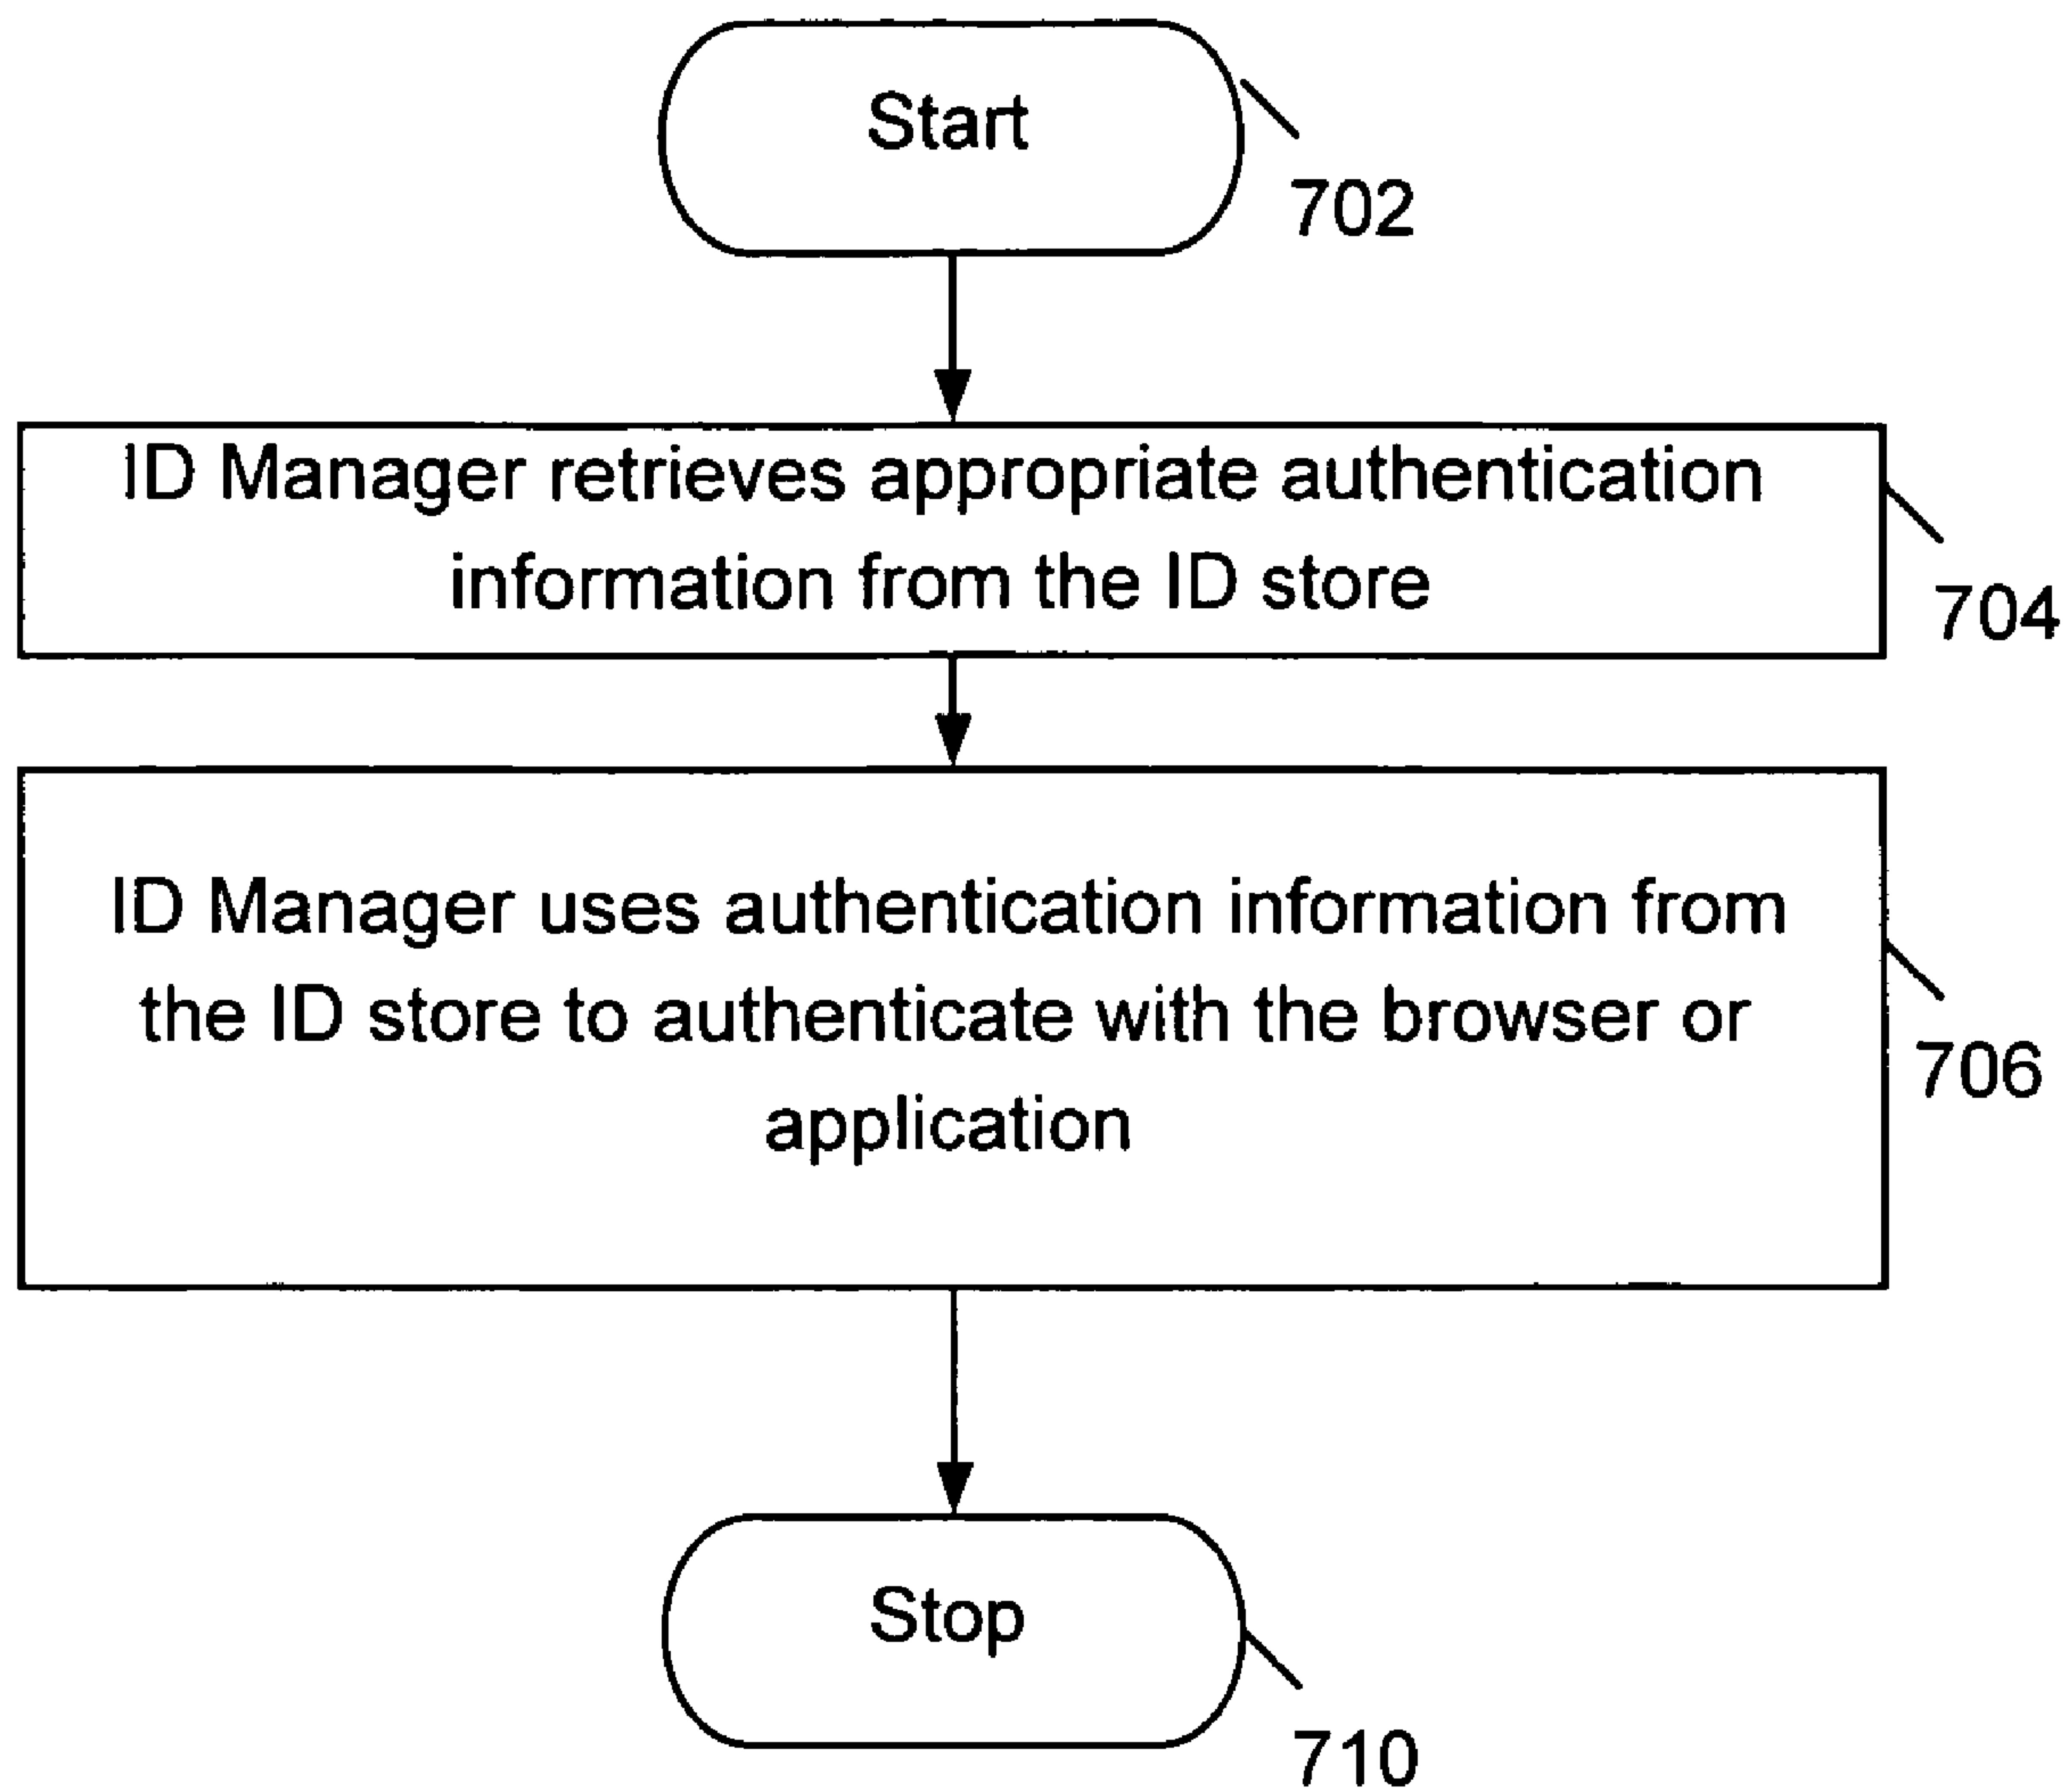 Start
702
ID Manager retrieves appropriate authentication
information from the ID store
704
ID Manager uses authentication information from
the ID store to authenticate with the browser or
application
706
Stop
710